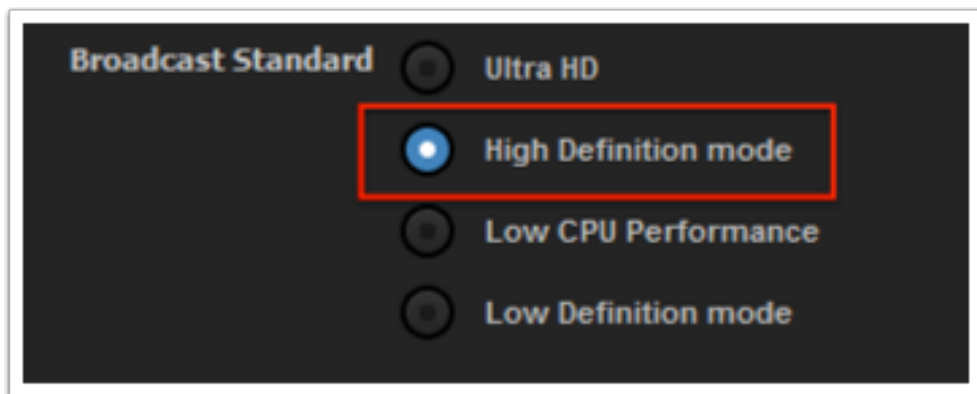 Broadcast Standard
Ultra HD
High Definition mode
Low CPU Performance
Low Definition mode